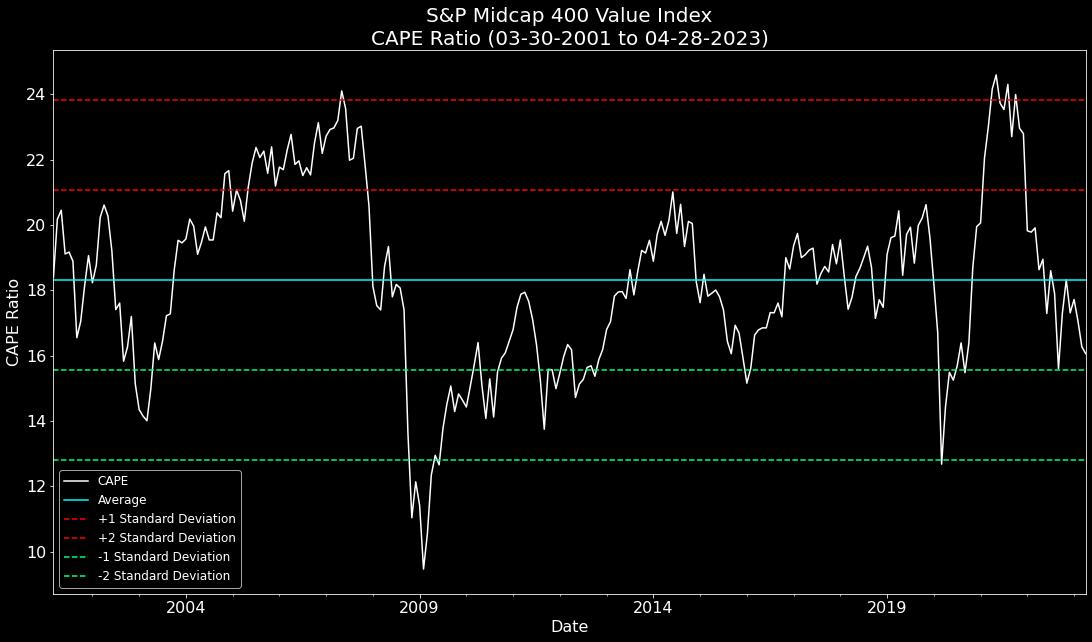 S&P Midcap 400 Value Index
CAPE Ratio (03-30-2001 to 04-28-2023)
24
22
20
18
16
14
12
10
CAPE Ratio
CAPE
Average
+1 Standard Deviation
+2 Standard Deviation
-1 Standard Deviation
-2 Standard Deviation
2004 2009 2014 2019
Date